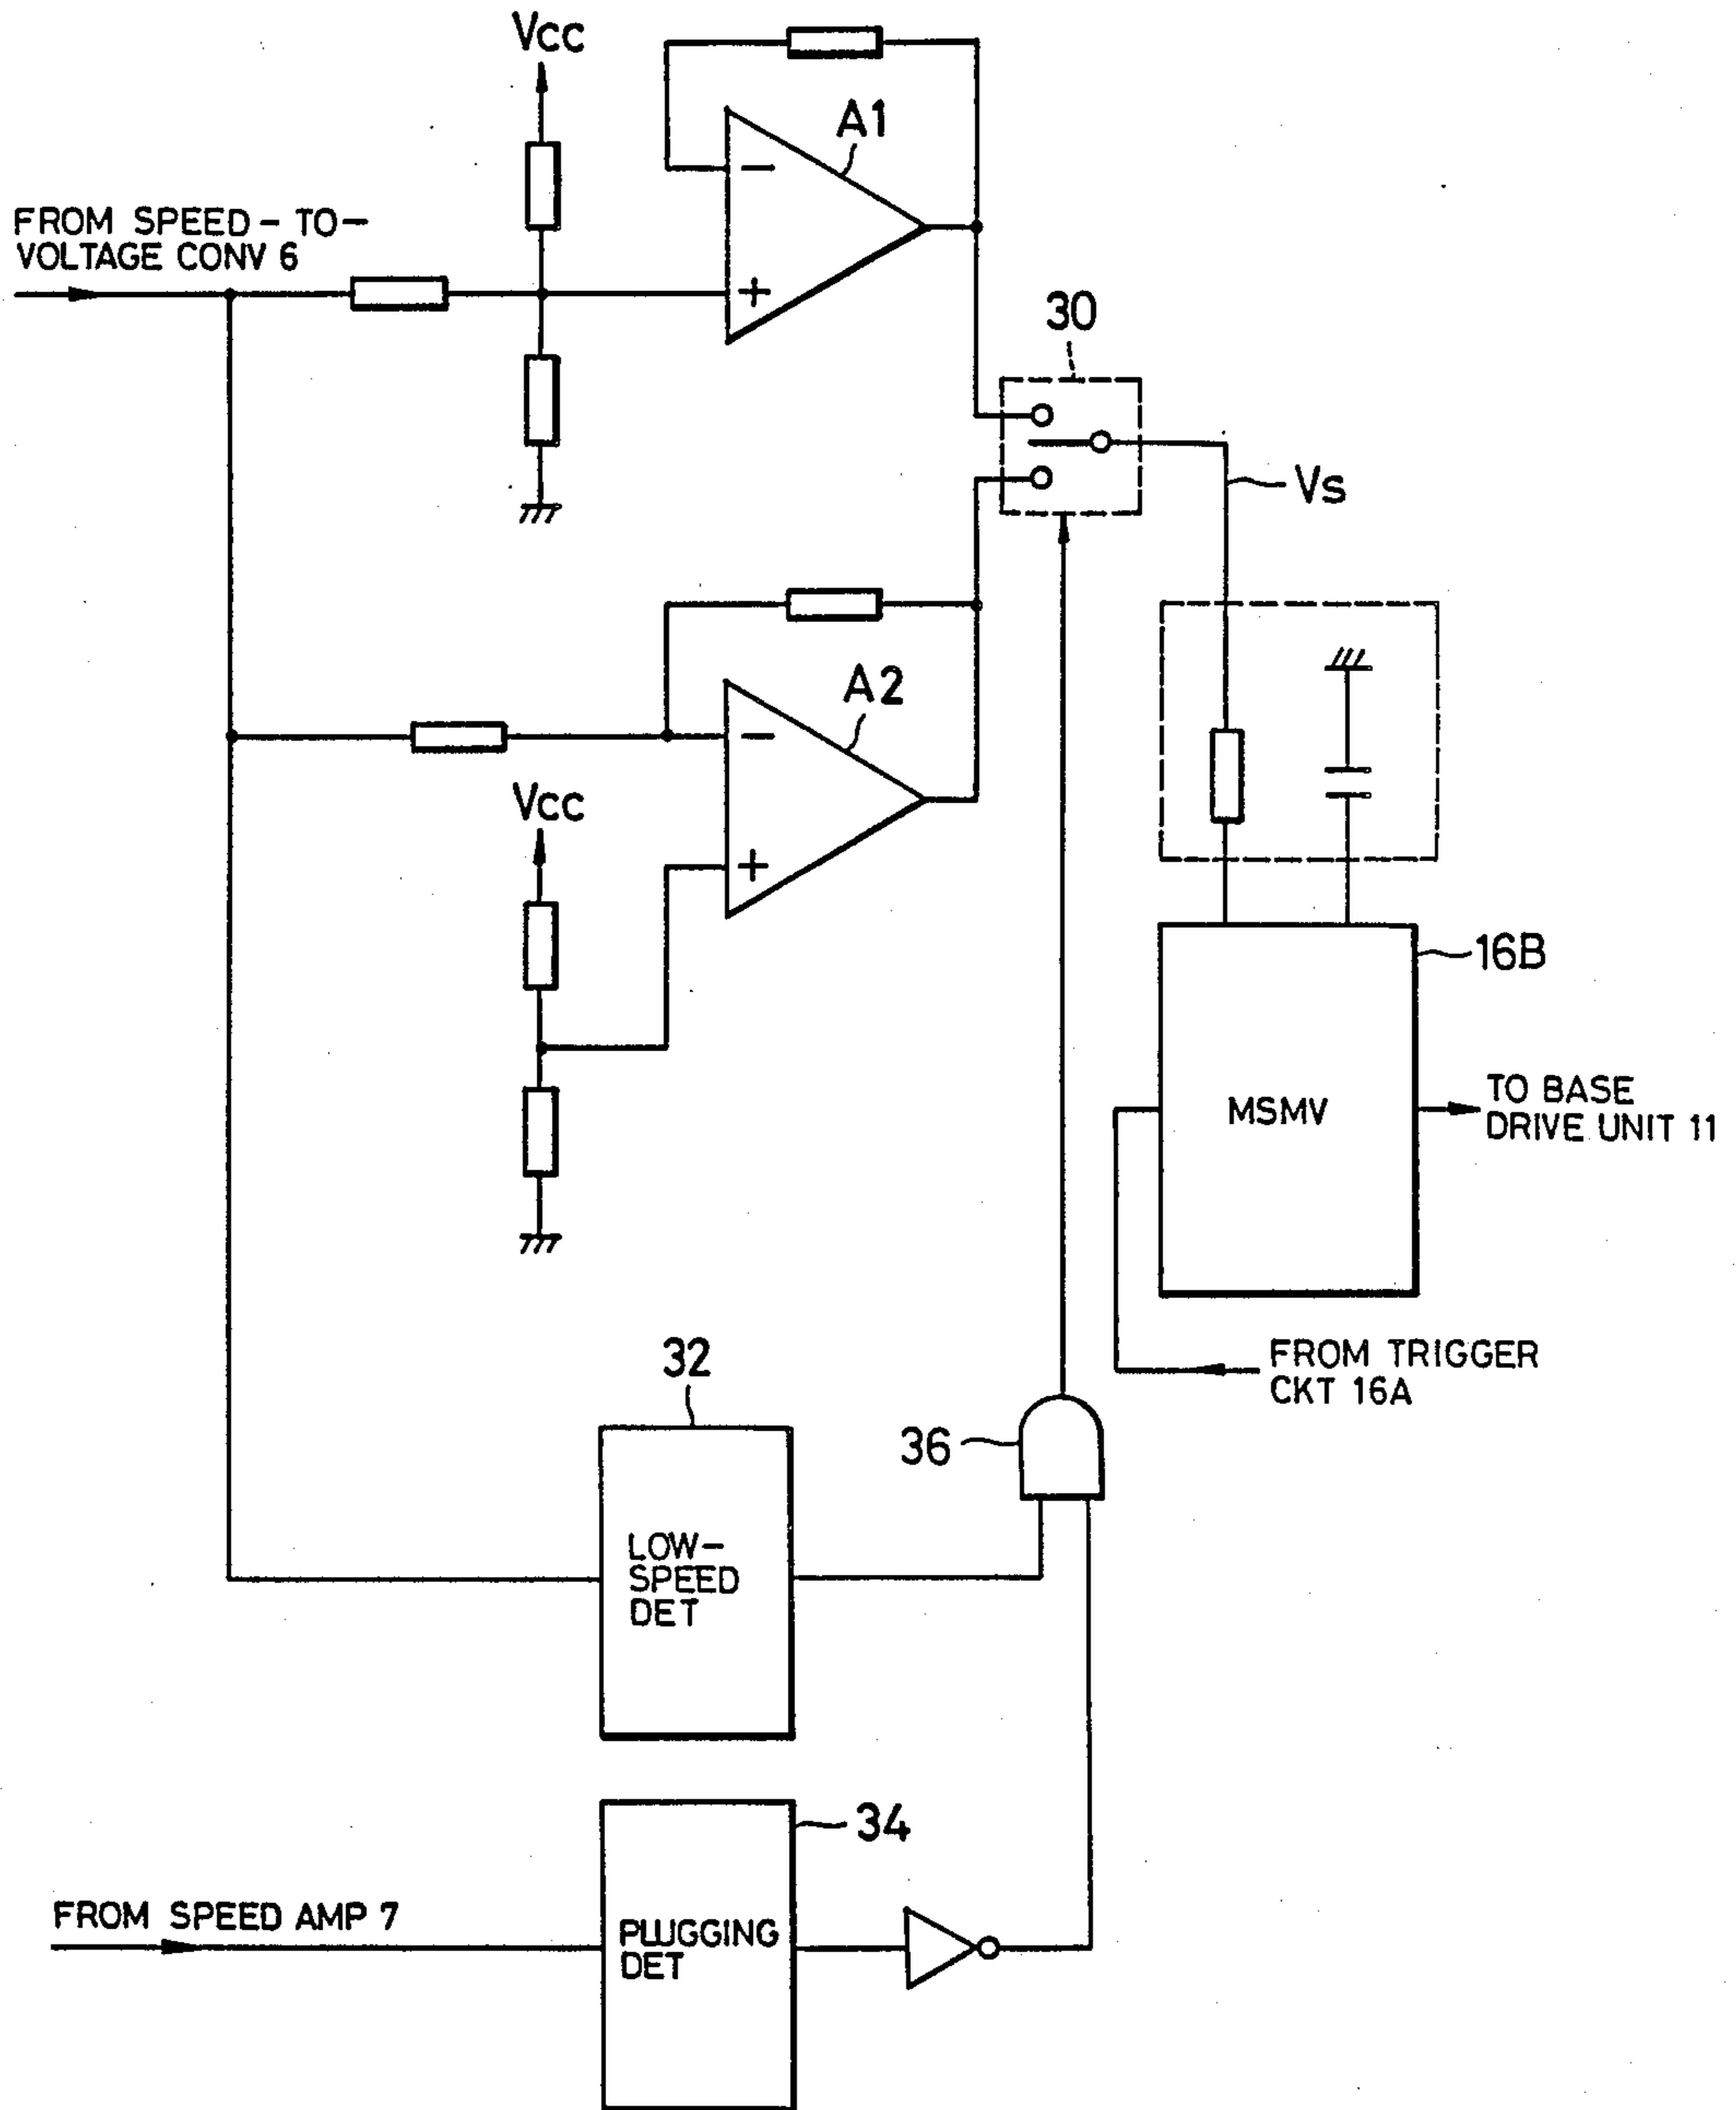 Vcc
A1
−
FROM SPEED-TO-
VOLTAGE CONV 6
+
30
Vs
A2
−
Vcc
+
16B
MSMV
TO BASE
DRIVE UNIT 11
32
FROM TRIGGER
CKT 16A
36
LOW-
SPEED
DET
34
FROM SPEED AMP 7
PLUGGING
DET